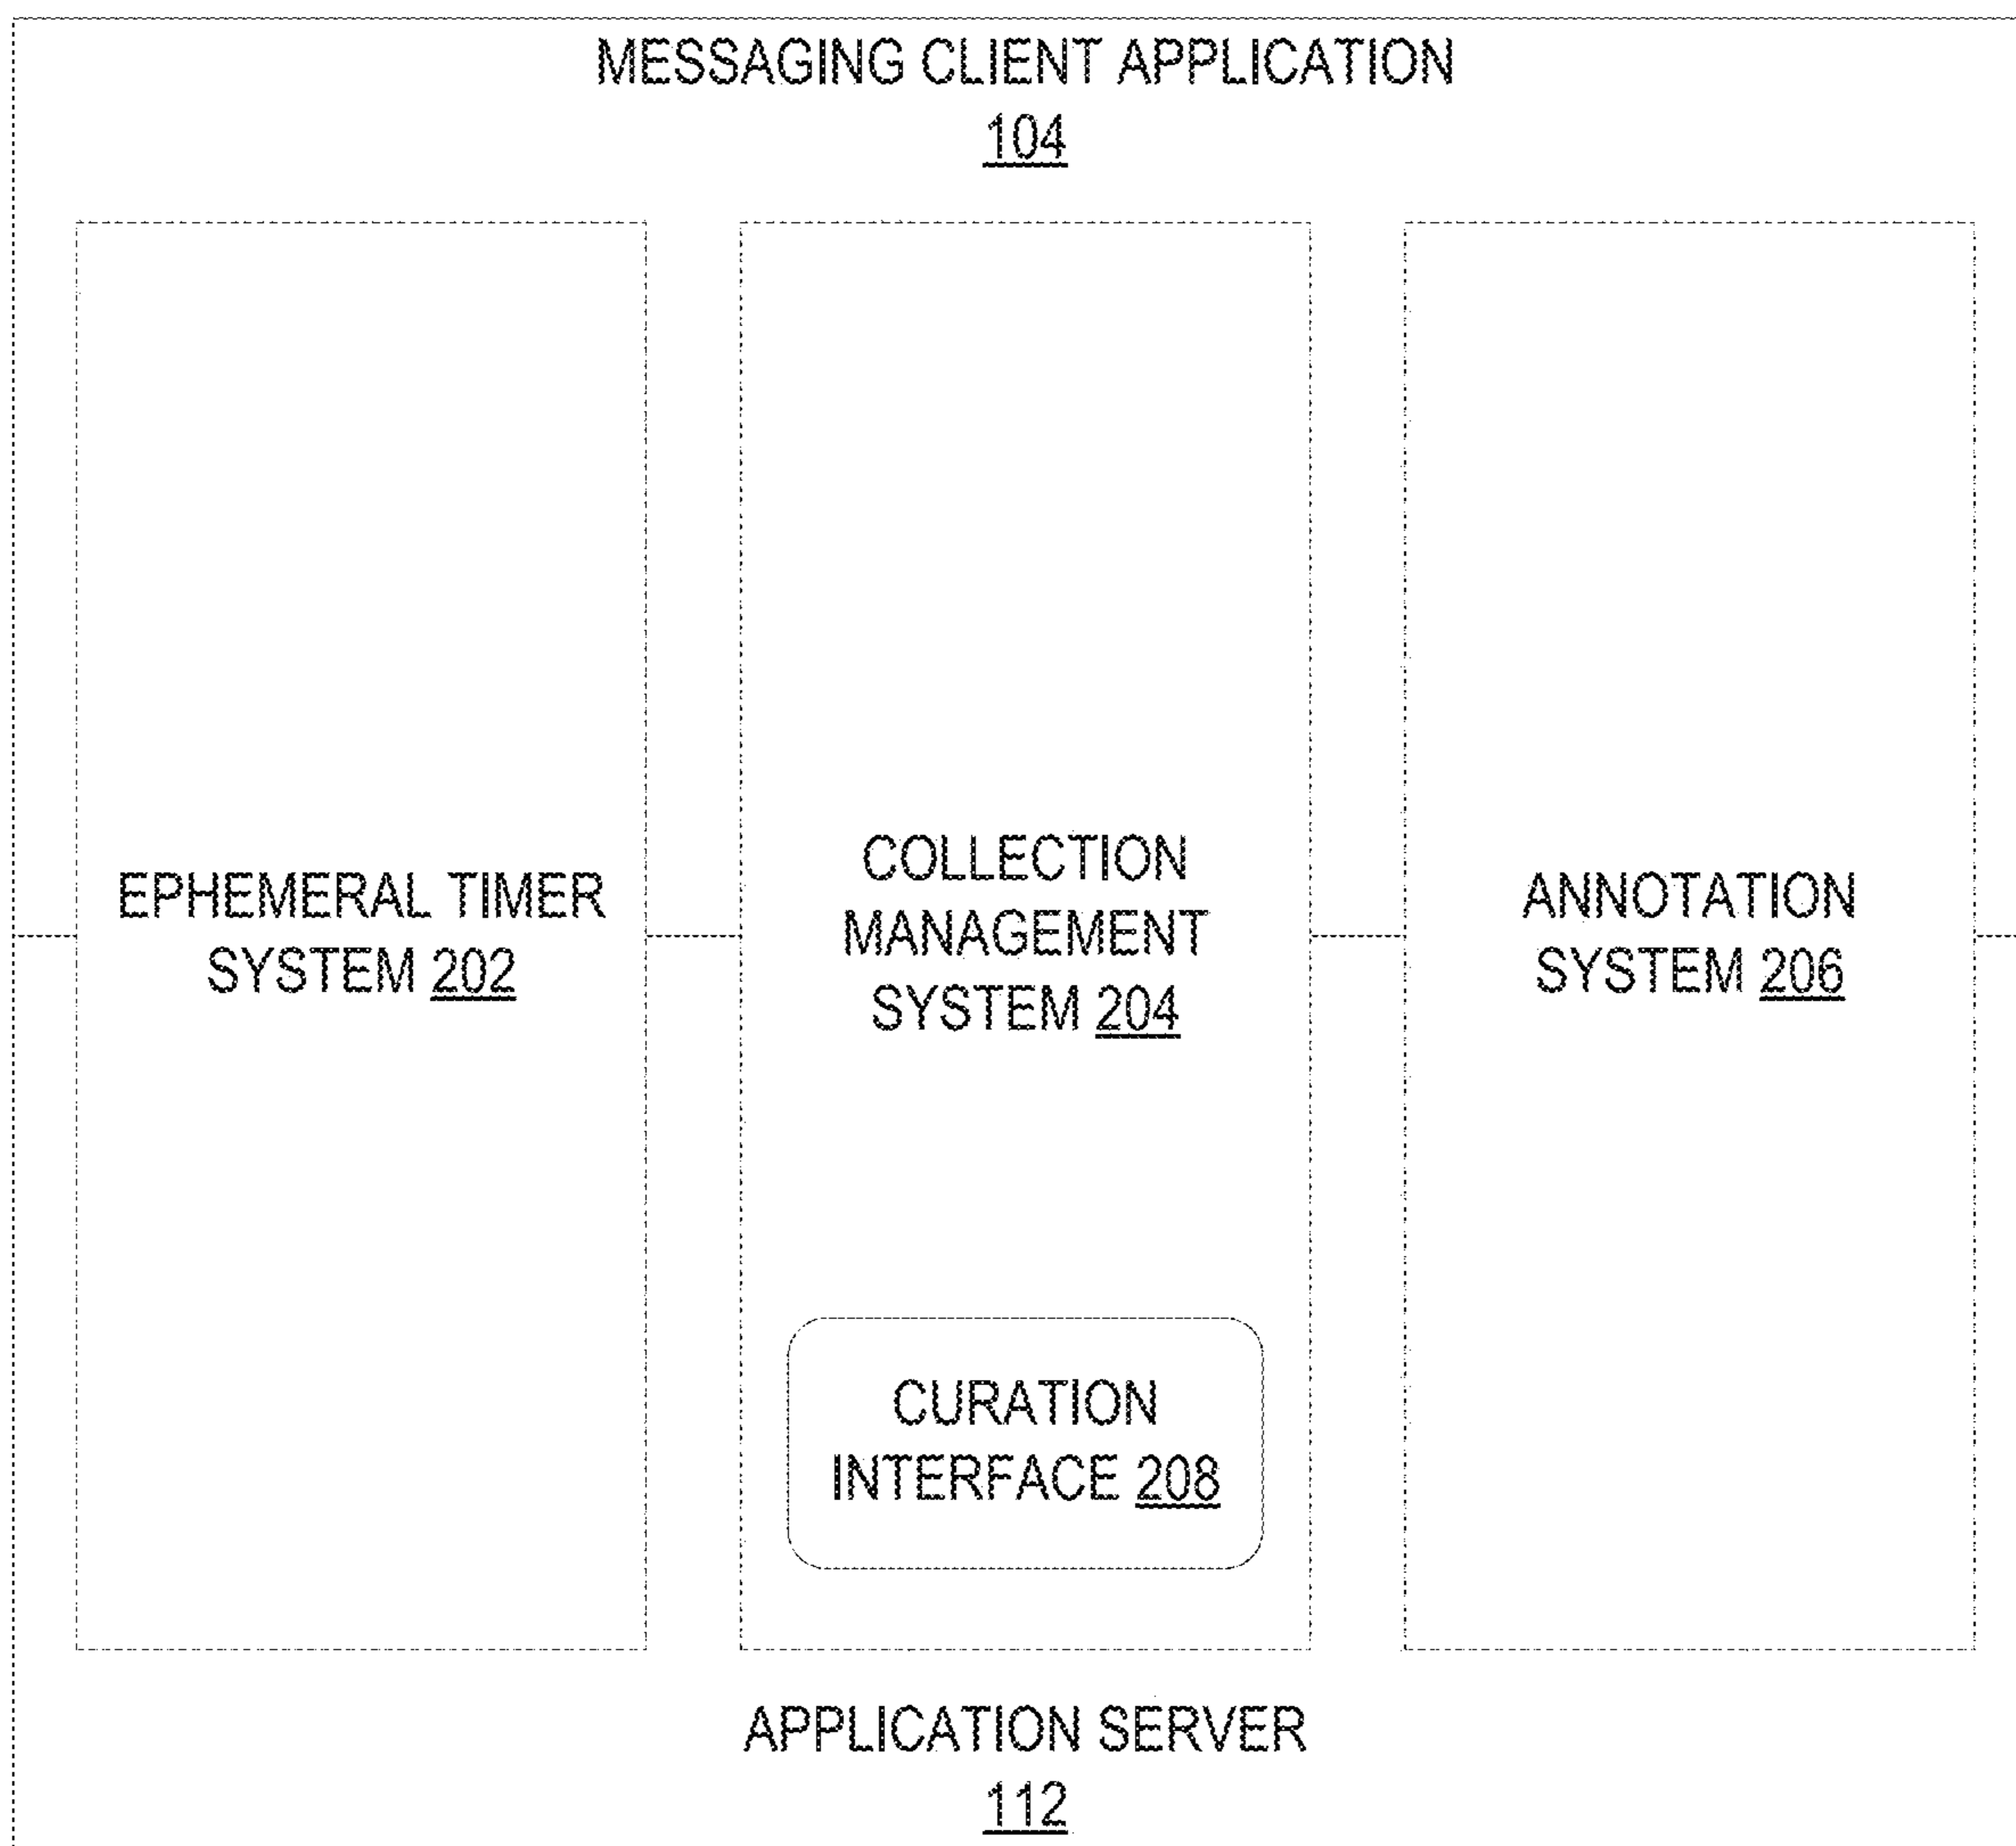 MESSAGING CLIENT APPLICATION
104
EPHEMERAL TIMER
SYSTEM 202
COLLECTION
MANAGEMENT
SYSTEM 204
ANNOTATION
SYSTEM 206
CURATION
INTERFACE 208
APPLICATION SERVER
112